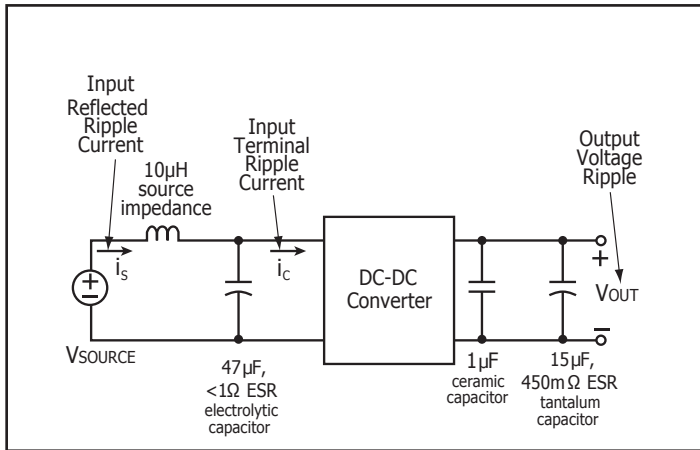 Input
Reflected
Ripple
Current
10µH
source
impedance
Input
Terminal
Ripple
Current
Output
Voltage
Ripple
iS
iC
DC-DC
Converter
+
−
+
VOUT
−
VSOURCE
47µF,
<1Ω ESR
electrolytic
capacitor
1µF
ceramic
capacitor
15µF,
450mΩ ESR
tantalum
capacitor